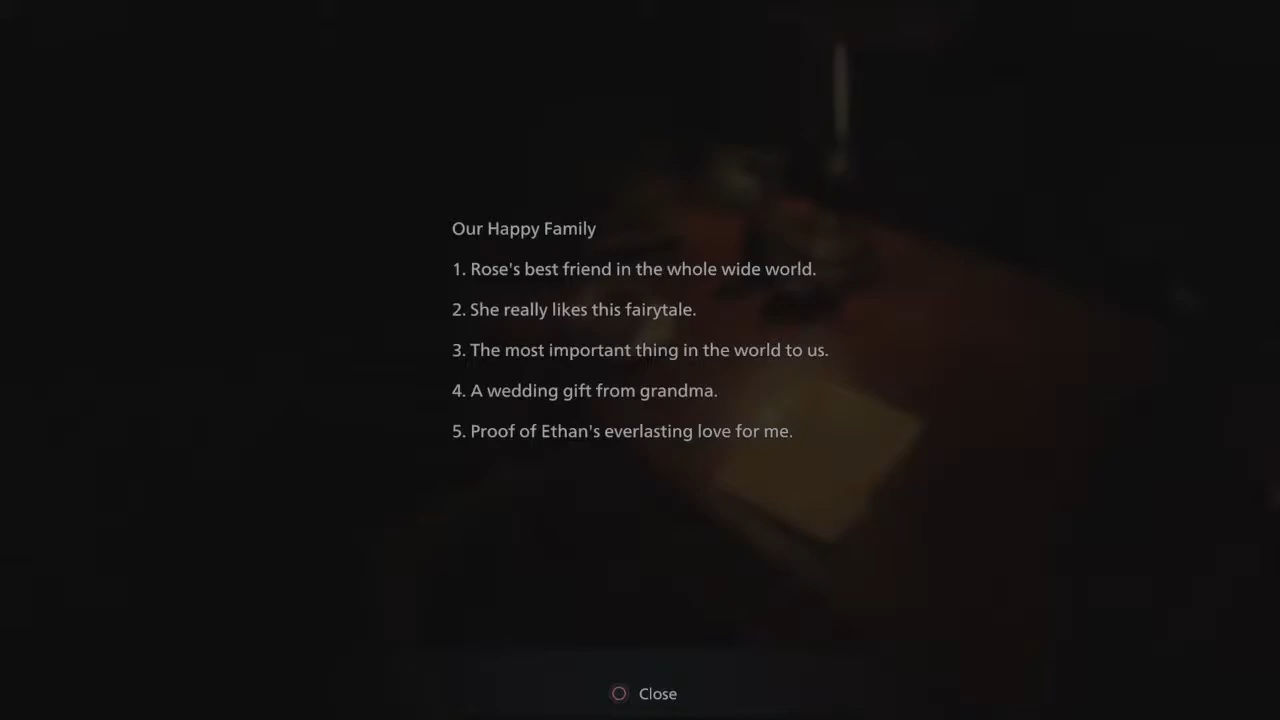 Our Happy Family
1. Rose's best friend in the whole wide world.
2. She really likes this fairytale.
3. The most important thing in the world to us.
4. A wedding gift from grandma.
5. Proof of Ethan's everlasting love for me.
Close